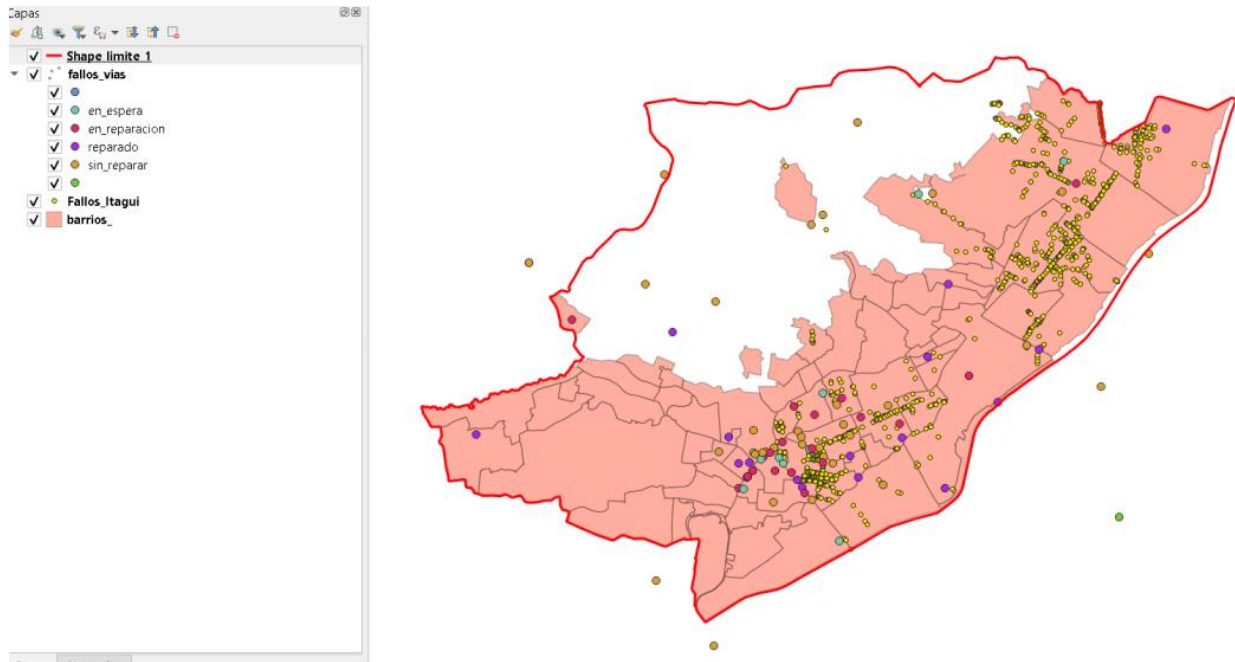 Capas
Shape limite 1
fallos_vias
en_espera
en_reparacion
reparado
sin_reparar
Fallos_Itagui
barrios_